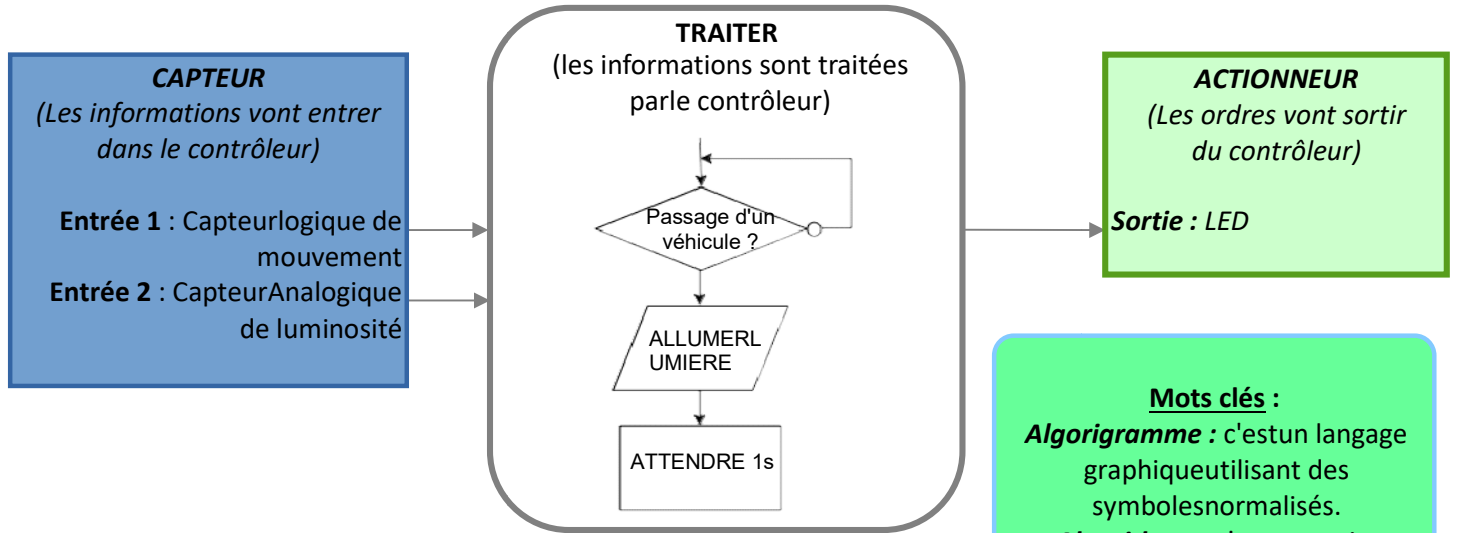 CAPTEUR
(Les informations vont entrer
dans le contrôleur)
Entrée 1 : Capteurlogique de
mouvement
Entrée 2 : CapteurAnalogique
de luminosité
TRAITER
(les informations sont traitées
parle contrôleur)
Passage d'un
véhicule ?
ALLUMERL
UMIERE
ATTENDRE 1s
ACTIONNEUR
(Les ordres vont sortir
du contrôleur)
Sortie : LED
Mots clés :
Algorigramme : c'estun langage
graphiqueutilisant des
symbolesnormalisés.